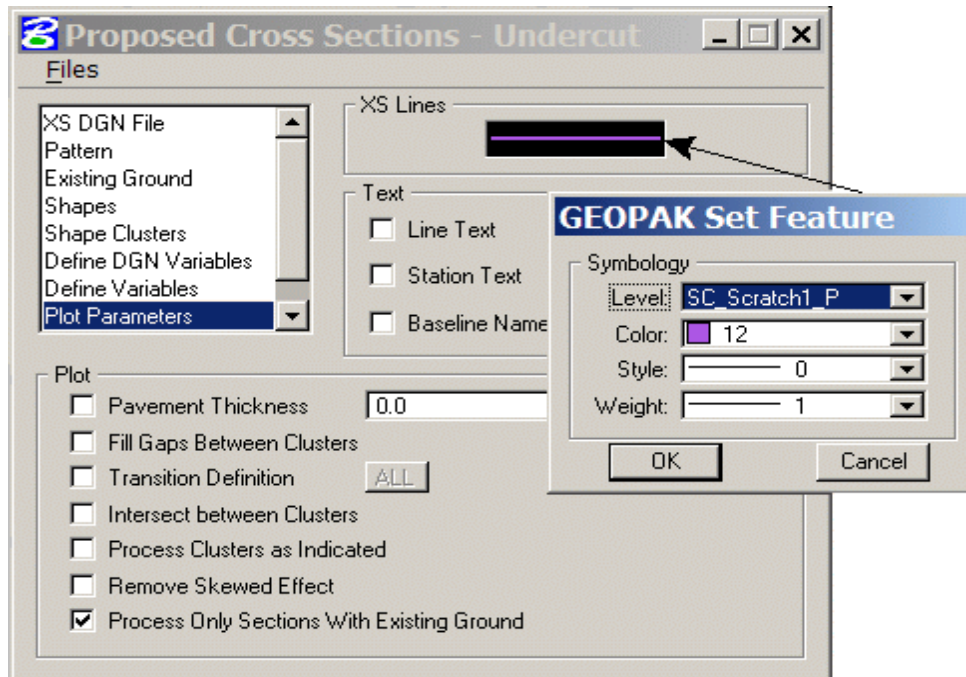 Proposed Cross Sections - Undercut
Files
XS DGN File
Pattern
Existing Ground
Shapes
Shape Clusters
Define DGN Variables
Define Variables
Plot Parameters
XS Lines
Text
Line Text
Station Text
Baseline Name
GEOPAK Set Feature
Symbology
Level: SC_Scratch1_P
Color: 12
Style: 0
Weight: 1
OK Cancel
Plot
Pavement Thickness 0.0
Fill Gaps Between Clusters
Transition Definition ALL
Intersect between Clusters
Process Clusters as Indicated
Remove Skewed Effect
Process Only Sections With Existing Ground